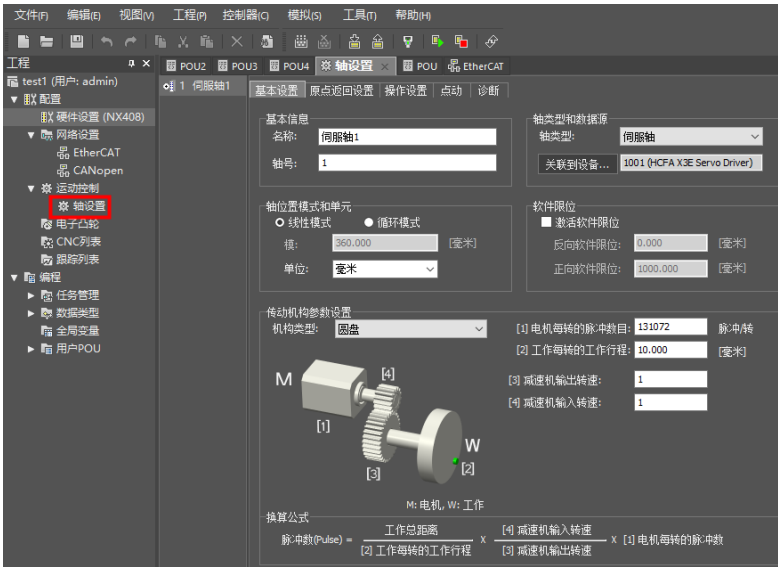 文件(F) 编辑(E) 视图(V) 工程(P) 控制器(C) 模拟(S) 工具(T) 帮助(H)
工程
POU2 POU3 POU4 轴设置 POU EtherCAT
test1 (用户: admin)
配置
硬件设置 (NX408)
网络设置
EtherCAT
CANopen
运动控制
轴设置
电子凸轮
CNC列表
跟踪列表
编程
任务管理
数据类型
全局变量
用户POU
1 伺服轴1
基本设置 原点返回设置 操作设置 点动 诊断
基本信息
名称: 伺服轴1
轴号: 1
轴类型和数据源
轴类型: 伺服轴
关联到设备... 1001 (HCFA X3E Servo Driver)
轴位置模式和单元
线性模式 循环模式
模: 360.000 [毫米]
单位: 毫米
软件限位
激活软件限位
反向软件限位: 0.000 [毫米]
正向软件限位: 1000.000 [毫米]
传动机构参数设置
机构类型: 圆盘
[1] 电机每转的脉冲数目: 131072 脉冲/转
[2] 工作每转的工作行程: 10.000 [毫米]
[3] 减速机输出转速: 1
[4] 减速机输入转速: 1
M
[4]
[1]
W
[2]
[3]
M: 电机, W: 工作
换算公式
脉冲数(Pulse) = 工作总距离 / [2] 工作每转的工作行程 X [4] 减速机输入转速 / [3] 减速机输出转速 X [1] 电机每转的脉冲数